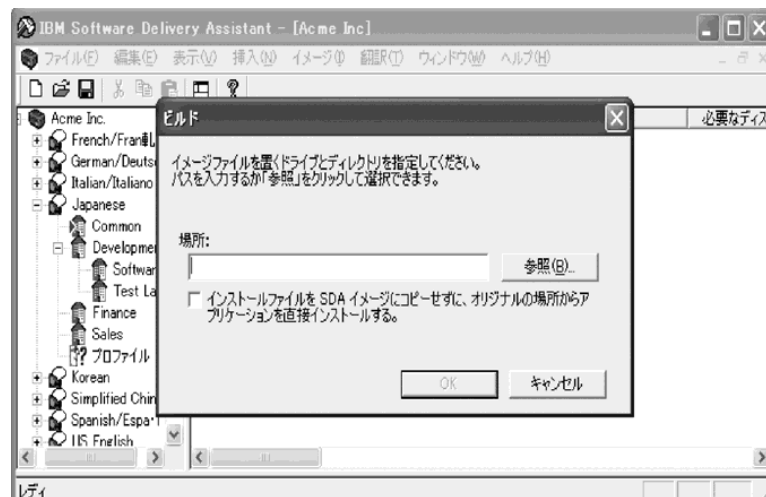 IBM Software Delivery Assistant - [Acme Inc]
ファイル(F) 編集(E) 表示(V) 挿入(N) イメージ(I) 翻訳(T) ウィンドウ(W) ヘルプ(H)
Acme Inc.
French/Fran
German/Deuts
Italian/Italiano
Japanese
Common
Developme
Softwar
Test La
Finance
Sales
プロファイル
Korean
Simplified Chin
Spanish/Espa
US English
必要なディス
ビルド
イメージファイルを置くドライブとディレクトリを指定してください。
パスを入力するか「参照」をクリックして選択できます。
場所:
参照(B)...
インストールファイルを SDA イメージにコピーせずに、オリジナルの場所からア
プリケーションを直接インストールする。
OK
キャンセル
レディ